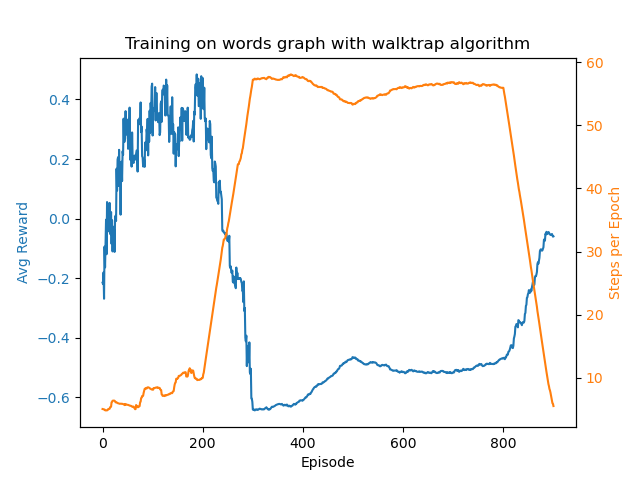 Training on words graph with walktrap algorithm
0.4
0.2
0.0
−0.2
−0.4
−0.6
Avg Reward
60
50
40
30
20
10
Steps per Epoch
0 200 400 600 800
Episode